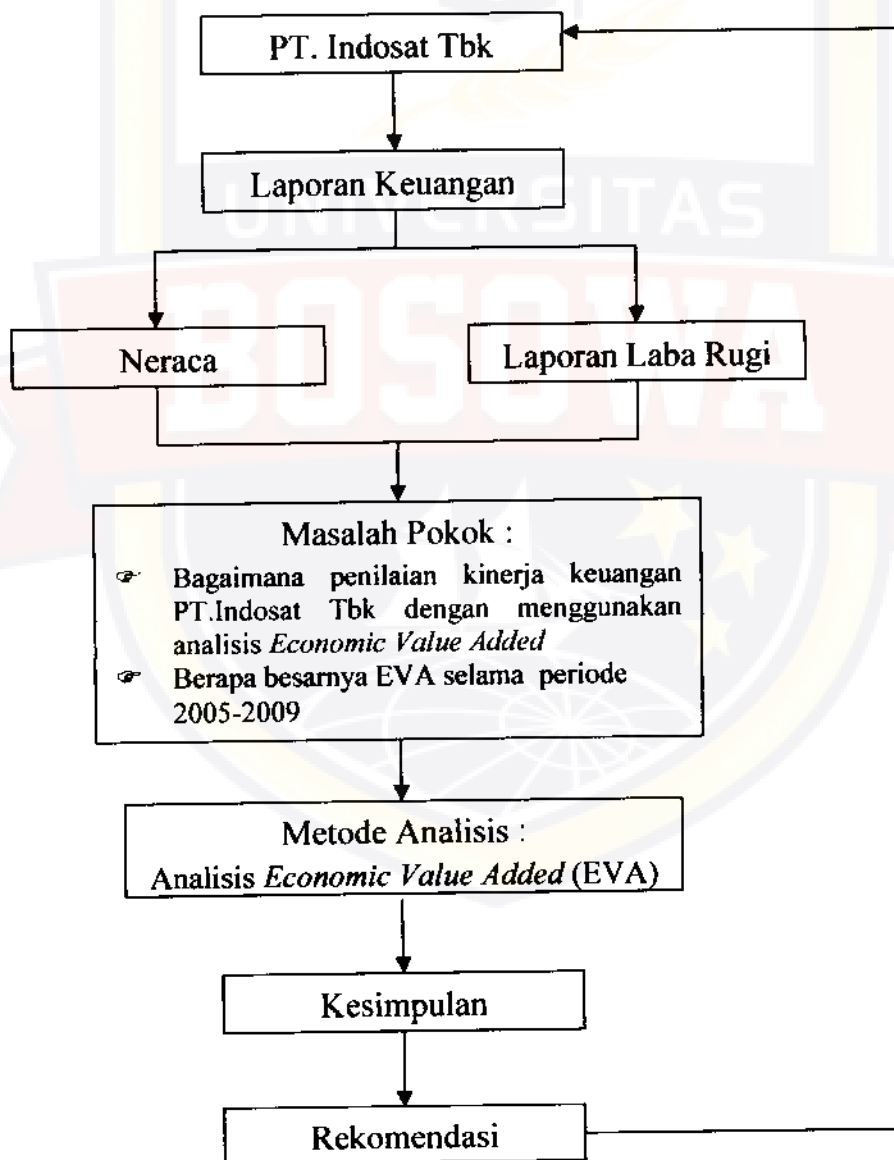 PT. Indosat Tbk
Laporan Keuangan
UNIVERSITAS
BOSOWA
Neraca
Laporan Laba Rugi
Masalah Pokok :
☞ Bagaimana penilaian kinerja keuangan
PT.Indosat Tbk dengan menggunakan
analisis Economic Value Added
☞ Berapa besarnya EVA selama periode
2005-2009
Metode Analisis :
Analisis Economic Value Added (EVA)
Kesimpulan
Rekomendasi